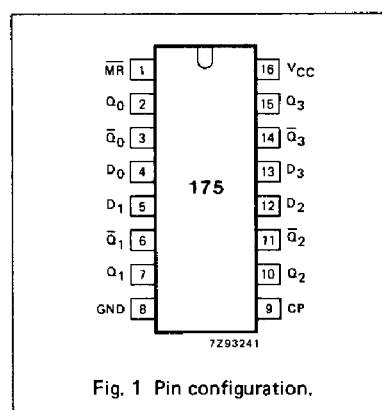 M̅R̅ 1 16 VCC
Q0 2 15 Q3
Q̅0 3 14 Q̅3
D0 4 175 13 D3
D1 5 12 D2
Q̅1 6 11 Q̅2
Q1 7 10 Q2
GND 8 9 CP
7Z93241
Fig. 1 Pin configuration.